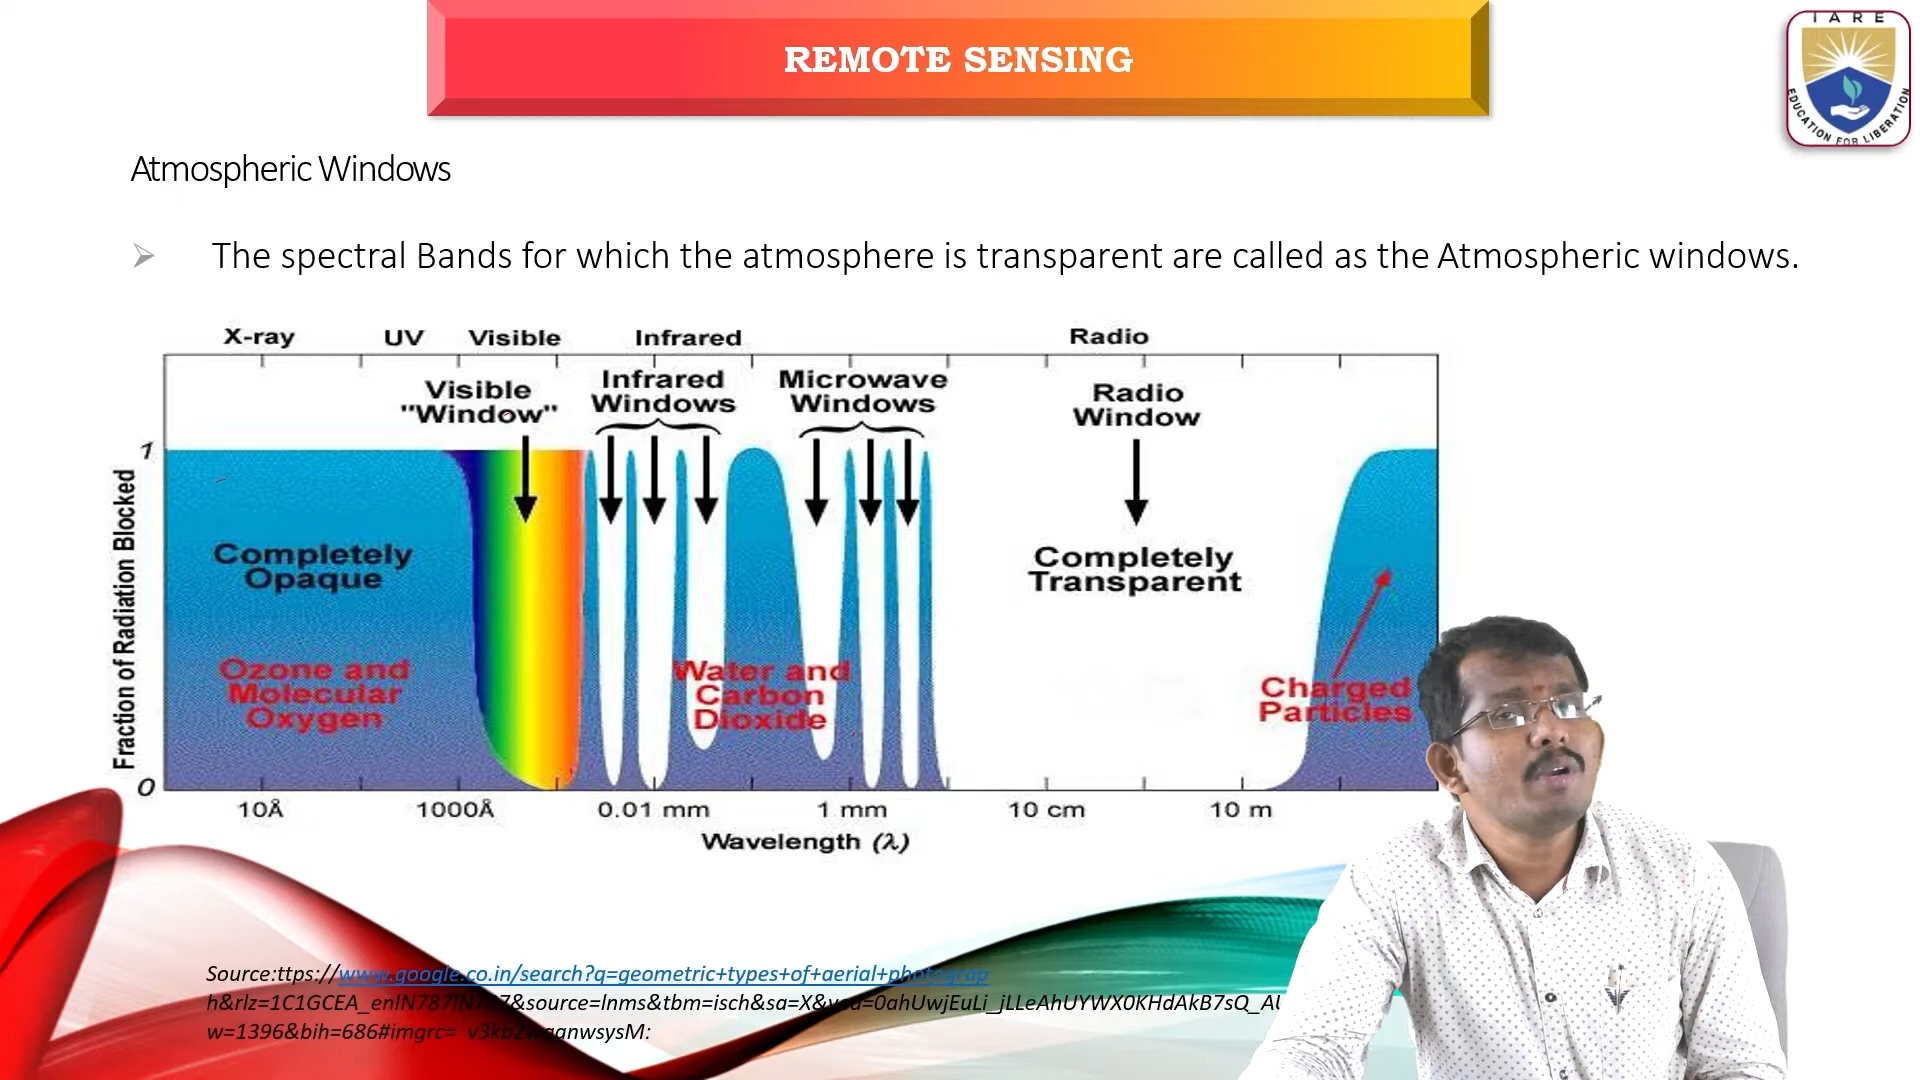 REMOTE SENSING
IARE
EDUCATION FOR LIBERATION
Atmospheric Windows
The spectral Bands for which the atmosphere is transparent are called as the Atmospheric windows.
X-ray UV Visible Infrared Radio
Visible "Window"
Infrared Windows
Microwave Windows
Radio Window
1
Fraction of Radiation Blocked
Completely Opaque
Completely Transparent
Ozone and Molecular Oxygen
Water and Carbon Dioxide
Charged Particles
0
10Å 1000Å 0.01 mm 1 mm 10 cm 10 m
Wavelength (λ)
Source:ttps://www.google.co.in/search?q=geometric+types+of+aerial+photograp